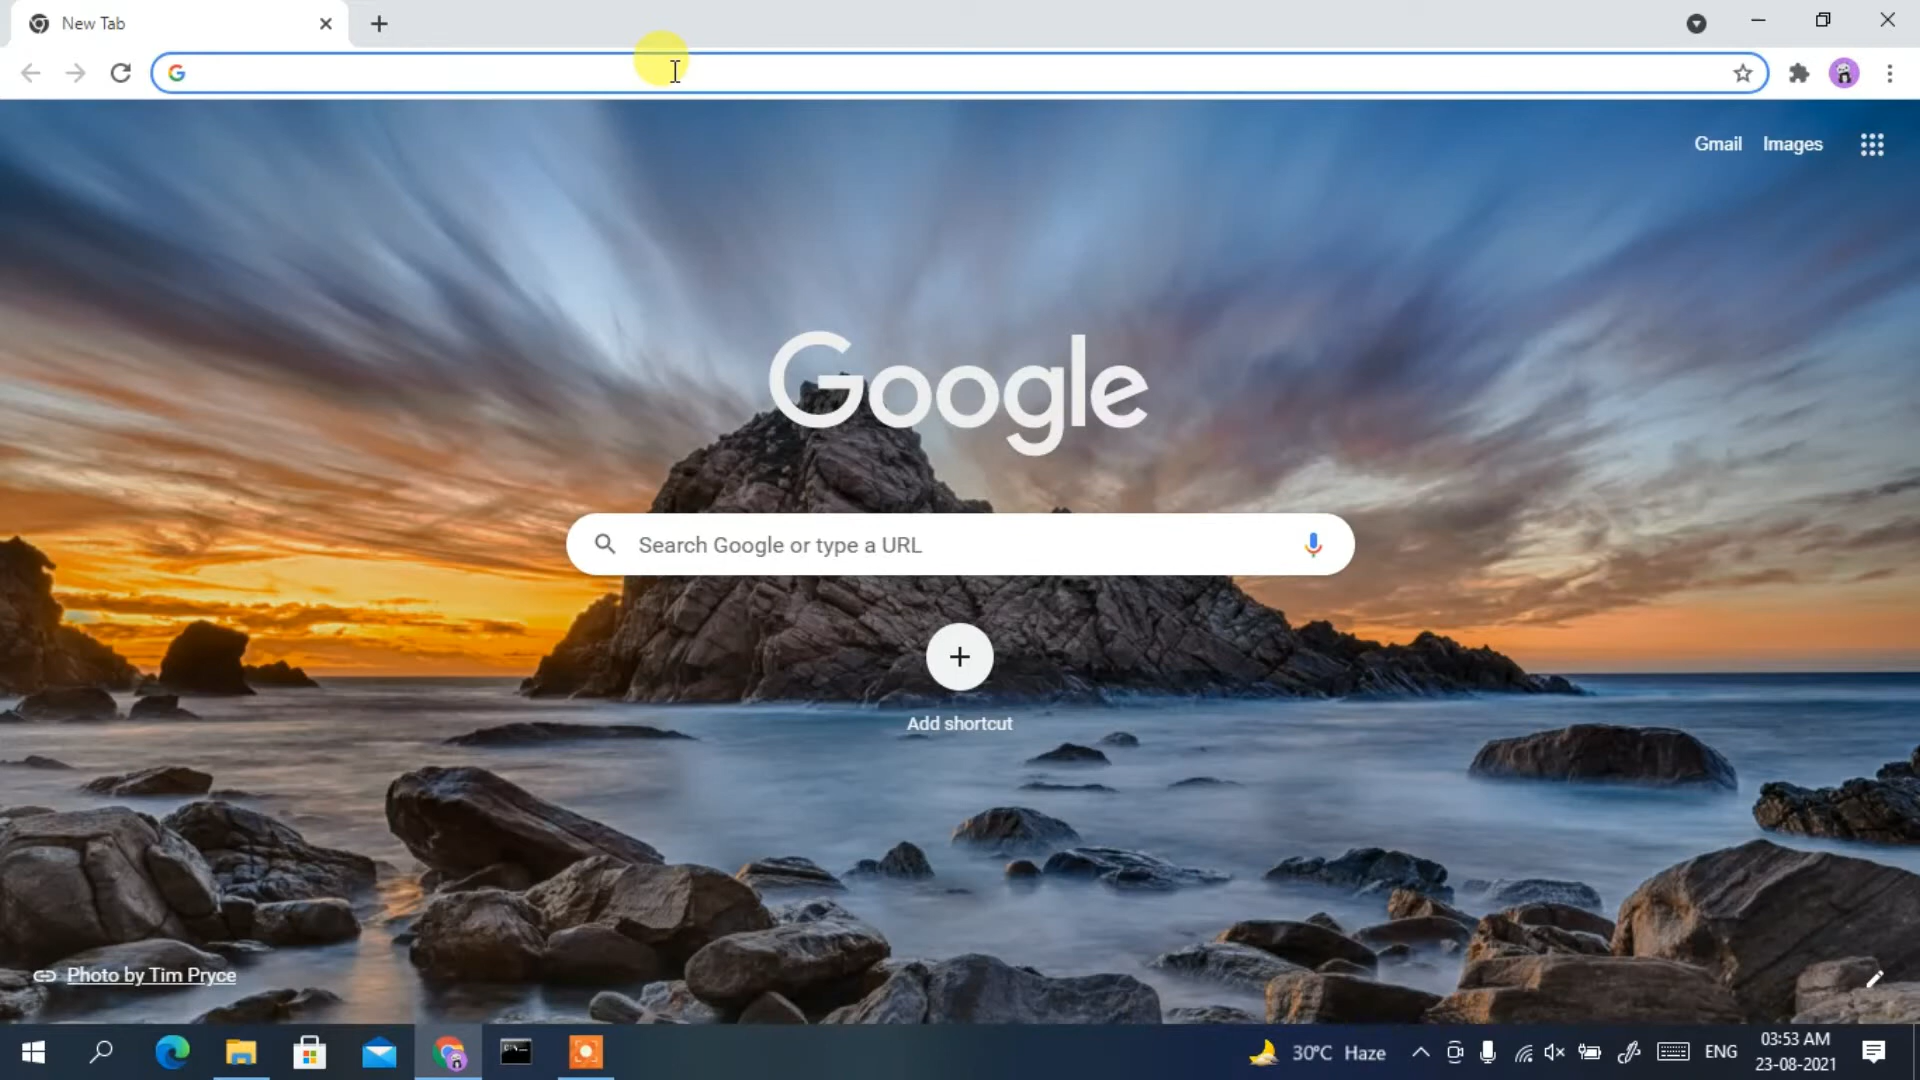 New Tab
Gmail Images
Google
Search Google or type a URL
Add shortcut
Photo by Tim Pryce
30°C Haze
ENG
03:53 AM
23-08-2021